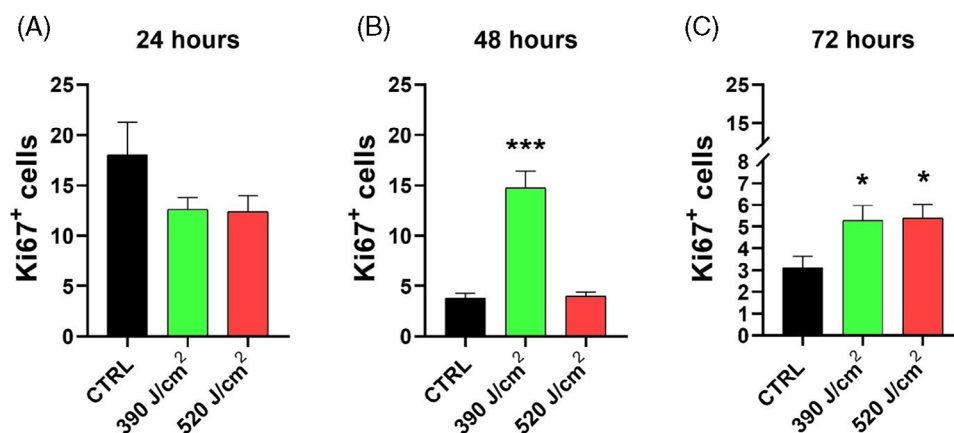 (A)
24 hours
Ki67⁺ cells
25
20
15
10
5
0
CTRL
390 J/cm²
520 J/cm²
(B)
48 hours
Ki67⁺ cells
25
20
15
10
5
0
***
CTRL
390 J/cm²
520 J/cm²
(C)
72 hours
Ki67⁺ cells
25
15
8
7
6
5
4
3
2
1
0
*
*
CTRL
390 J/cm²
520 J/cm²